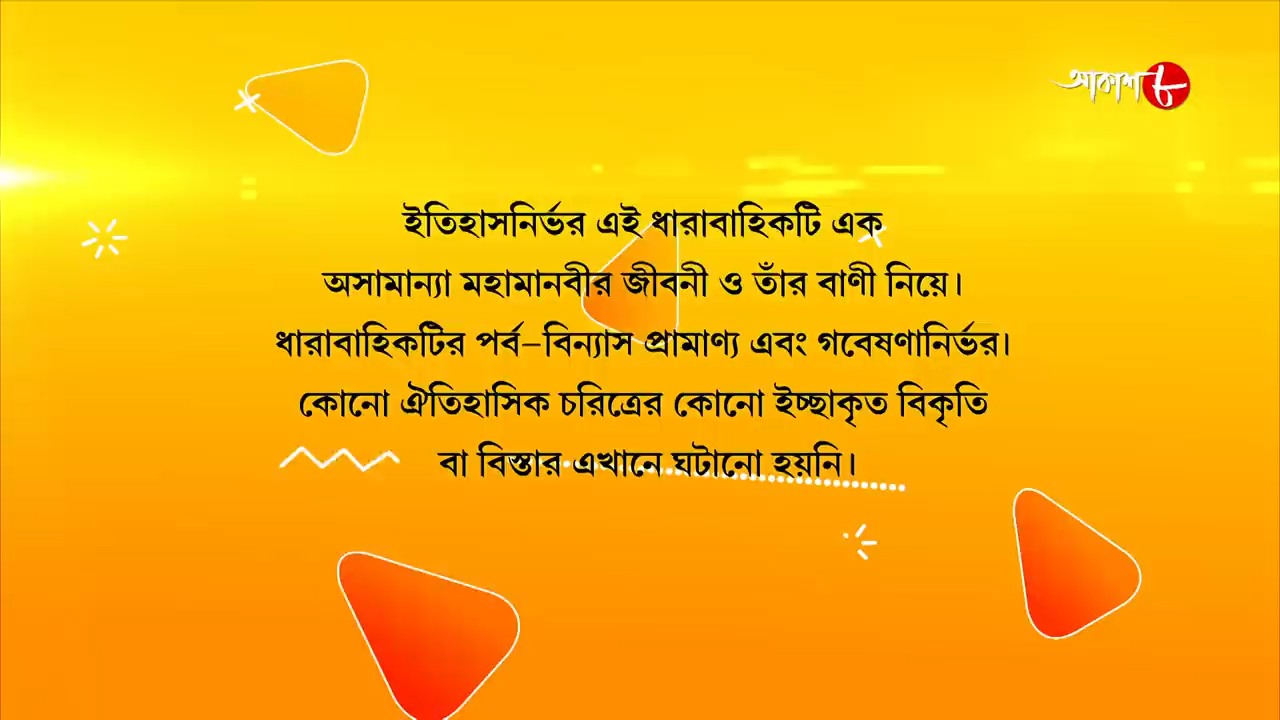 আকাশ ৮
ইতিহাসনির্ভর এই ধারাবাহিকটি এক
অসামান্যা মহামানবীর জীবনী ও তাঁর বাণী নিয়ে।
ধারাবাহিকটির পর্ব-বিন্যাস প্রামাণ্য এবং গবেষণানির্ভর।
কোনো ঐতিহাসিক চরিত্রের কোনো ইচ্ছাকৃত বিকৃতি
বা বিস্তার এখানে ঘটানো হয়নি।